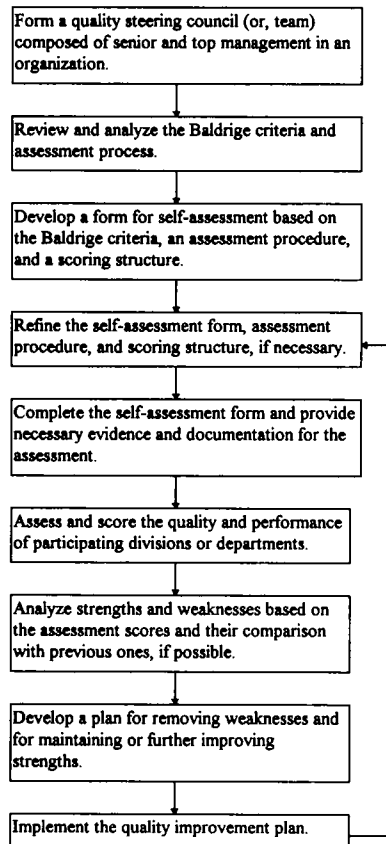 Form a quality steering council (or, team)
composed of senior and top management in an
organization.
Review and analyze the Baldrige criteria and
assessment process.
Develop a form for self-assessment based on
the Baldrige criteria, an assessment procedure,
and a scoring structure.
Refine the self-assessment form, assessment
procedure, and scoring structure, if necessary.
Complete the self-assessment form and provide
necessary evidence and documentation for the
assessment.
Assess and score the quality and performance
of participating divisions or departments.
Analyze strengths and weaknesses based on
the assessment scores and their comparison
with previous ones, if possible.
Develop a plan for removing weaknesses and
for maintaining or further improving
strengths.
Implement the quality improvement plan.